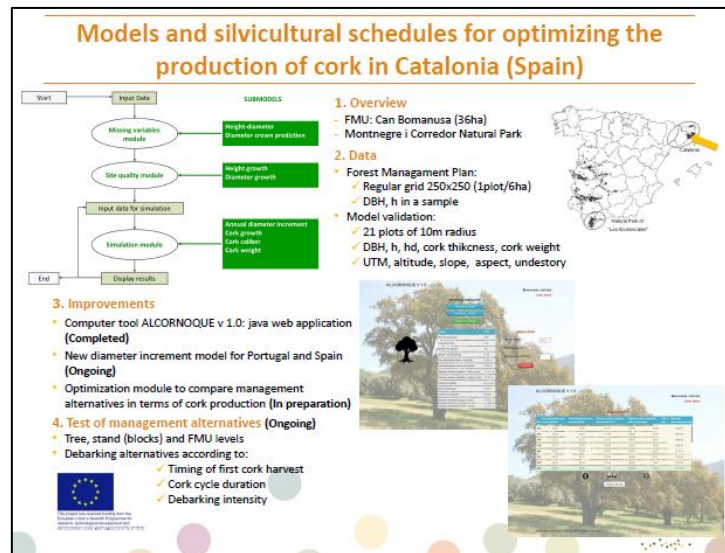 Models and silvicultural schedules for optimizing the
production of cork in Catalonia (Spain)
Start
Input Data
SUBMODELS
Missing variables
module
Height-diameter
Diameter crown prediction
Site quality module
Height growth
Diameter growth
Input data for simulation
Simulation module
Annual diameter increment
Cork growth
Cork caliber
Cork weight
End
Display results
1. Overview
- FMU: Can Bomanusa (36ha)
- Montnegre i Corredor Natural Park
2. Data
• Forest Managament Plan:
✓ Regular grid 250x250 (1plot/6ha)
✓ DBH, h in a sample
• Model validation:
✓ 21 plots of 10m radius
✓ DBH, h, hd, cork thikcness, cork weight
✓ UTM, altitude, slope, aspect, undestory
Catalonia
Natural Park of
"Los Alcornocales"
3. Improvements
• Computer tool ALCORNOQUE v 1.0: java web application
(Completed)
• New diameter increment model for Portugal and Spain
(Ongoing)
• Optimization module to compare management
alternatives in terms of cork production (In preparation)
4. Test of management alternatives (Ongoing)
• Tree, stand (blocks) and FMU levels
• Debarking alternatives according to:
✓ Timing of first cork harvest
✓ Cork cycle duration
✓ Debarking intensity
ALCORNOQUE V 1.0
ALCORNOQUE V 1.0